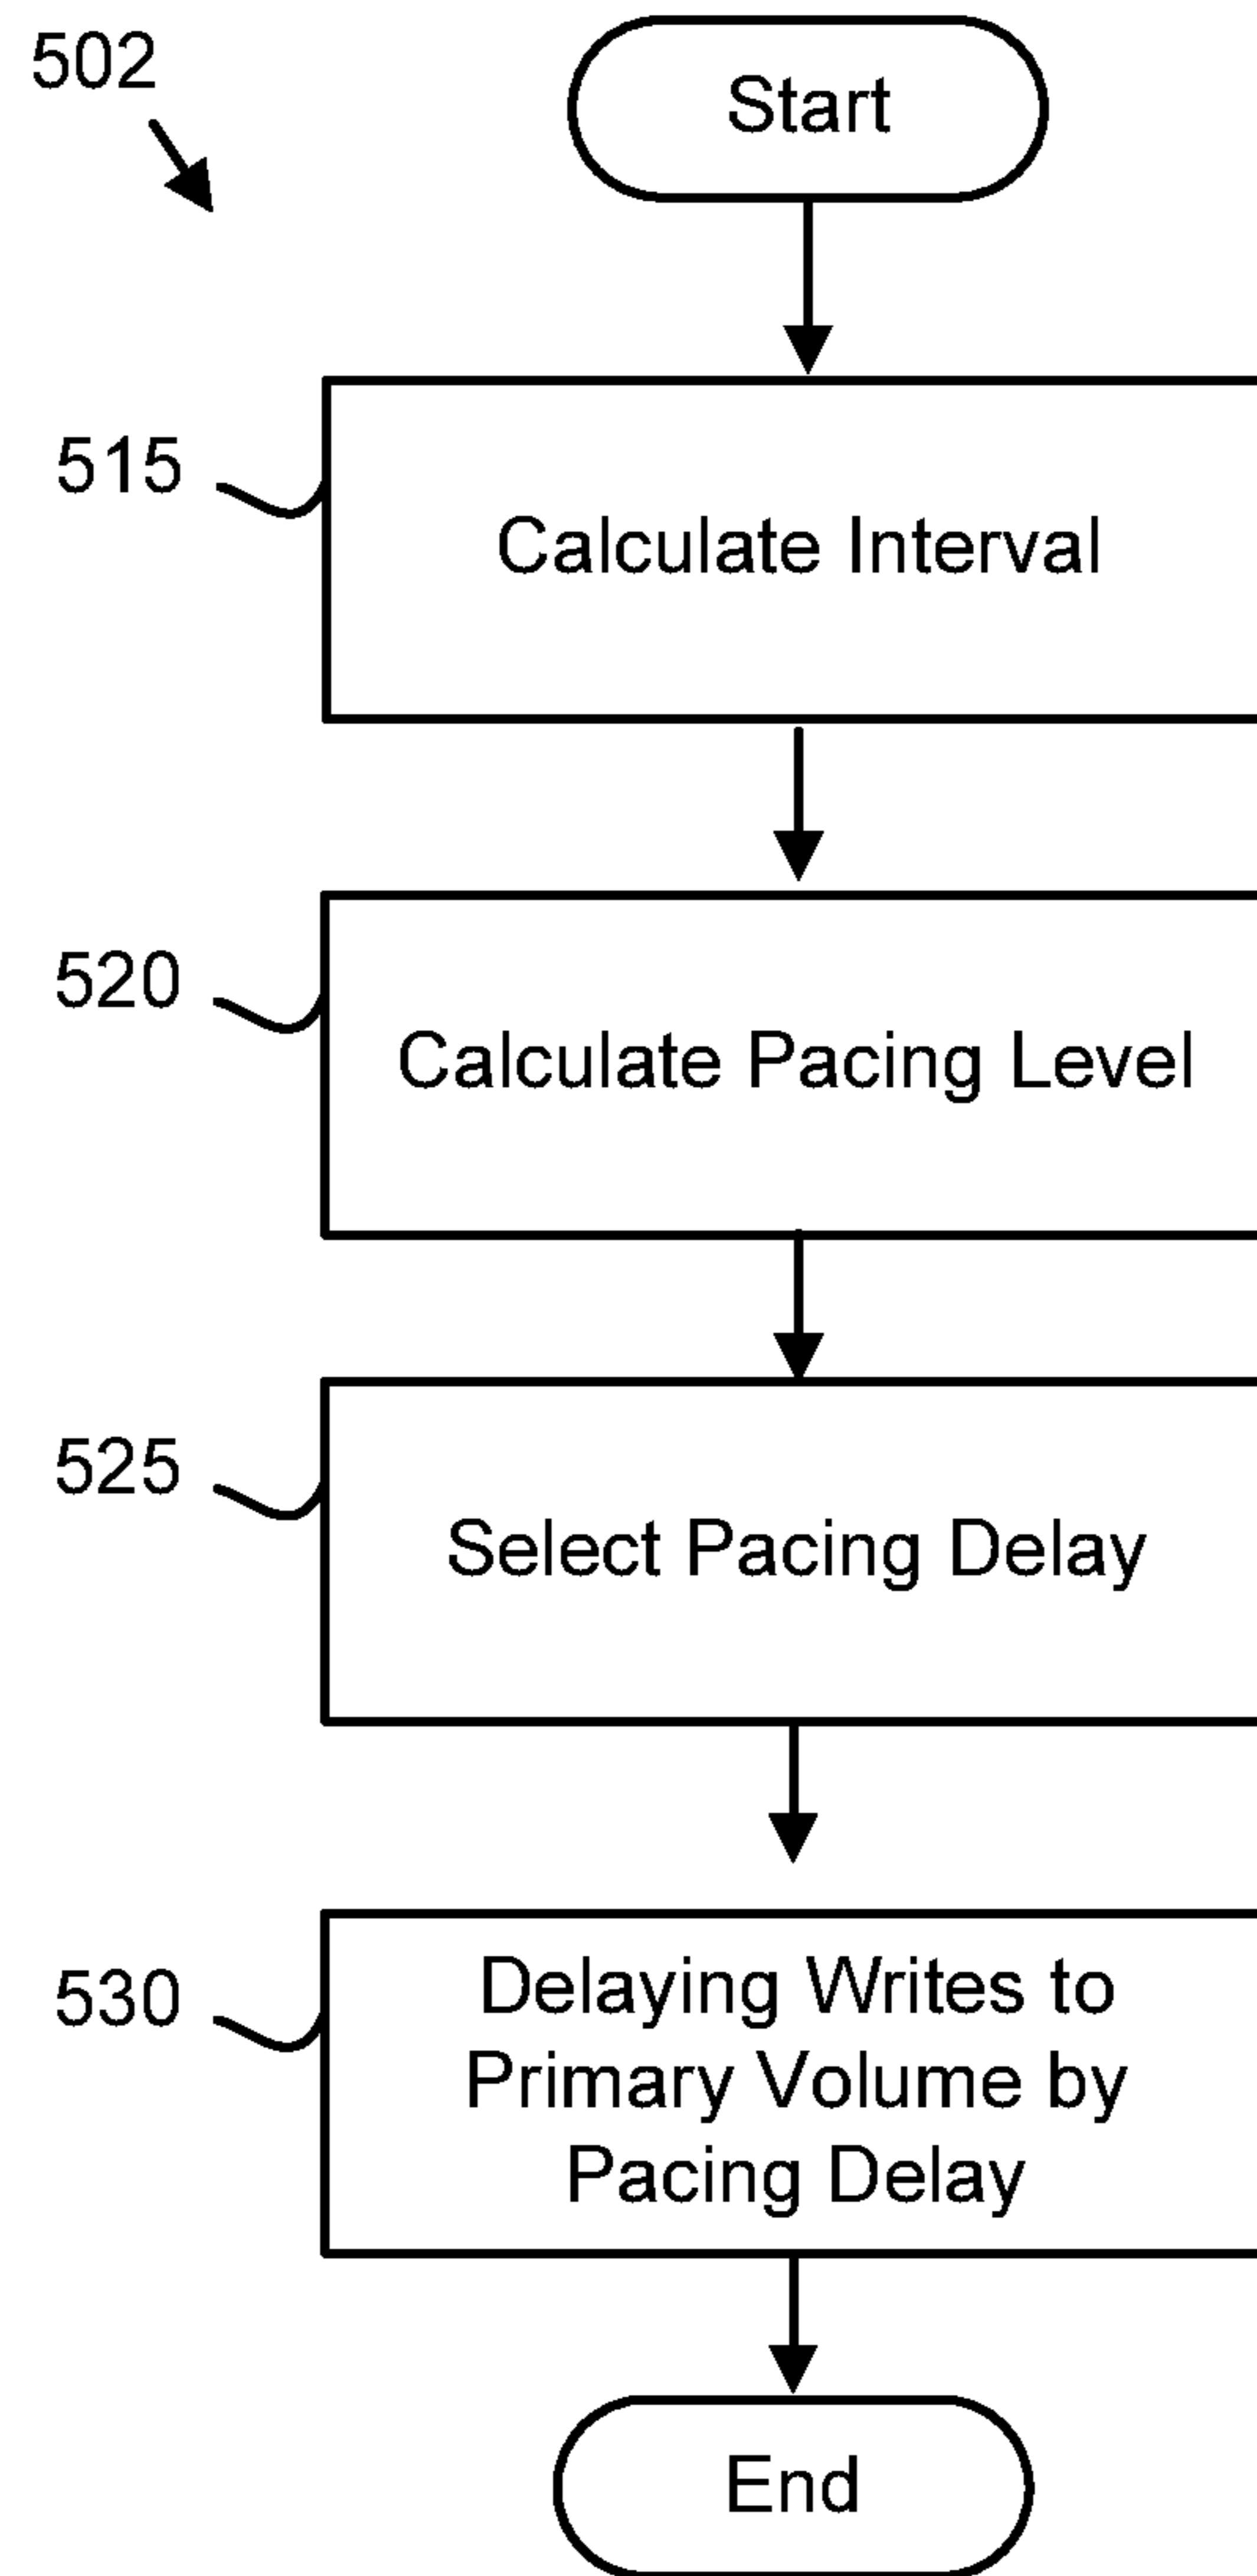 502
Start
515
Calculate Interval
520
Calculate Pacing Level
525
Select Pacing Delay
530
Delaying Writes to
Primary Volume by
Pacing Delay
End